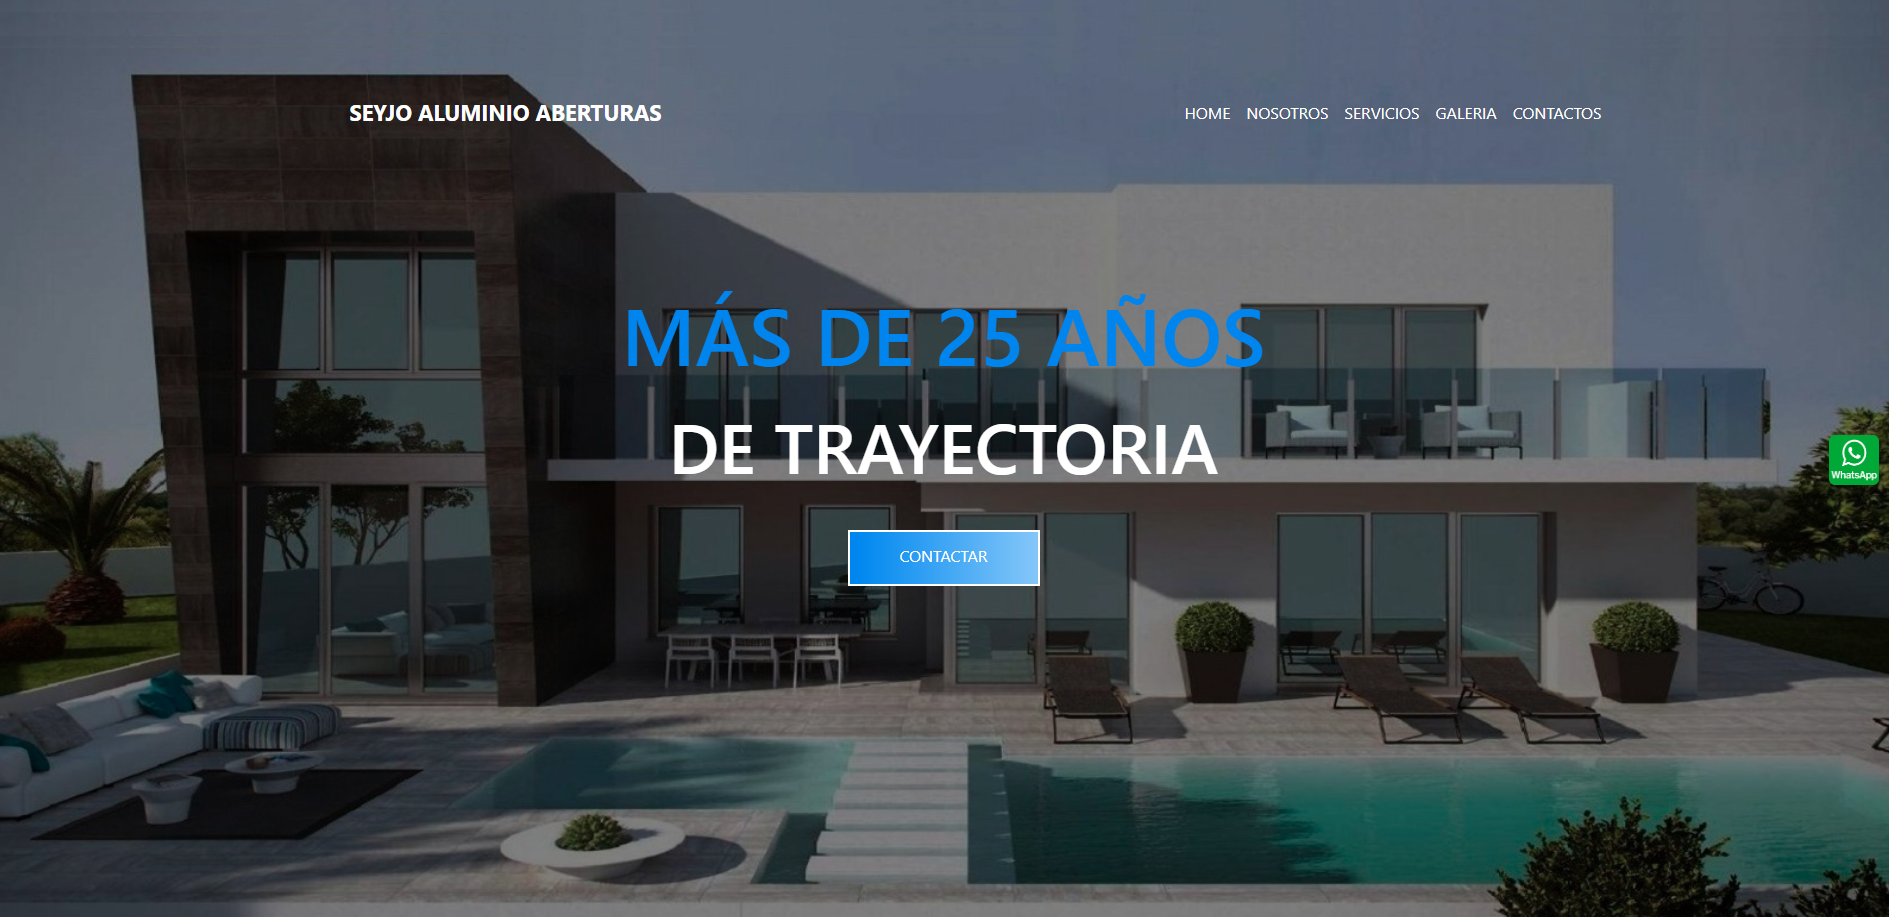 SEYJO ALUMINIO ABERTURAS
HOME NOSOTROS SERVICIOS GALERIA CONTACTOS
MÁS DE 25 AÑOS
DE TRAYECTORIA
WhatsApp
CONTACTAR